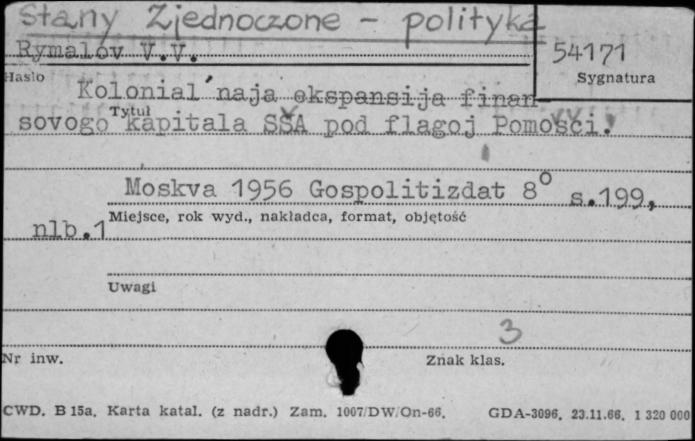 Stany Zjednoczone - polityka
Rymalov V.V.
54171
Hasło
Sygnatura
Kolonial'naja ekspansija finan-
Tytuł
sovogo kapitala SŠA pod flagoj Pomošči.
Moskva 1956 Gospolitizdat 8° s.199,
Miejsce, rok wyd., nakładca, format, objętość
nlb.1
Uwagi
3
Nr inw.
Znak klas.
CWD. B 15a. Karta katal. (z nadr.) Zam. 1007/DW/On-66. GDA-3096. 23.11.66. 1 320 000